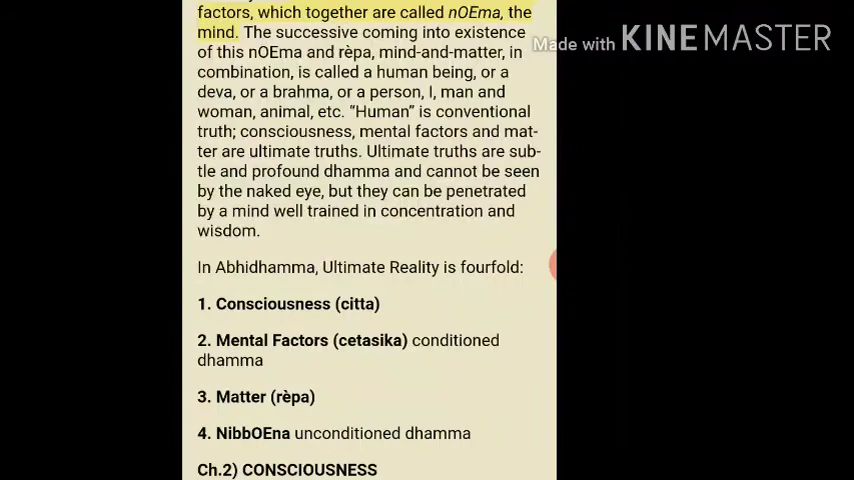 factors, which together are called nOEma, the
mind. The successive coming into existence
of this nOEma and rèpa, mind-and-matter, in
combination, is called a human being, or a
deva, or a brahma, or a person, I, man and
woman, animal, etc. “Human” is conventional
truth; consciousness, mental factors and mat-
ter are ultimate truths. Ultimate truths are sub-
tle and profound dhamma and cannot be seen
by the naked eye, but they can be penetrated
by a mind well trained in concentration and
wisdom.
In Abhidhamma, Ultimate Reality is fourfold:
1. Consciousness (citta)
2. Mental Factors (cetasika) conditioned
dhamma
3. Matter (rèpa)
4. NibbOEna unconditioned dhamma
Ch.2) CONSCIOUSNESS
Made with KINEMASTER